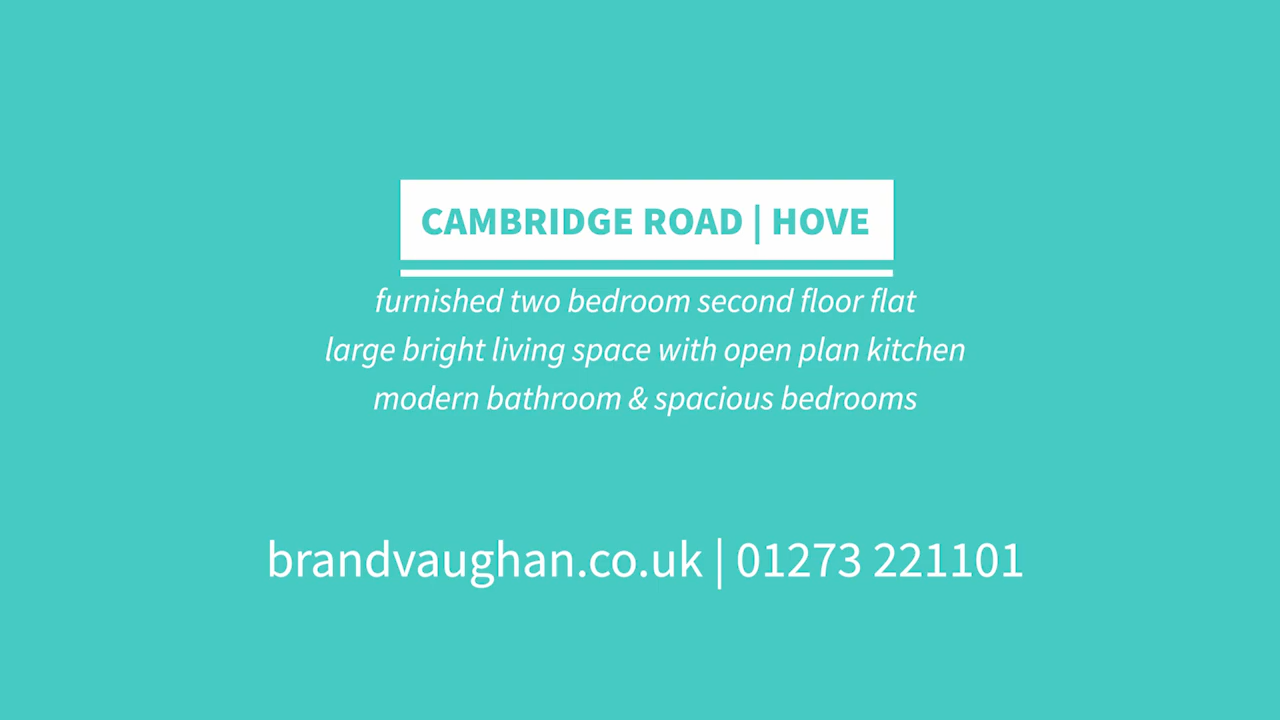 CAMBRIDGE ROAD | HOVE
furnished two bedroom second floor flat
large bright living space with open plan kitchen
modern bathroom & spacious bedrooms
brandvaughan.co.uk | 01273 221101